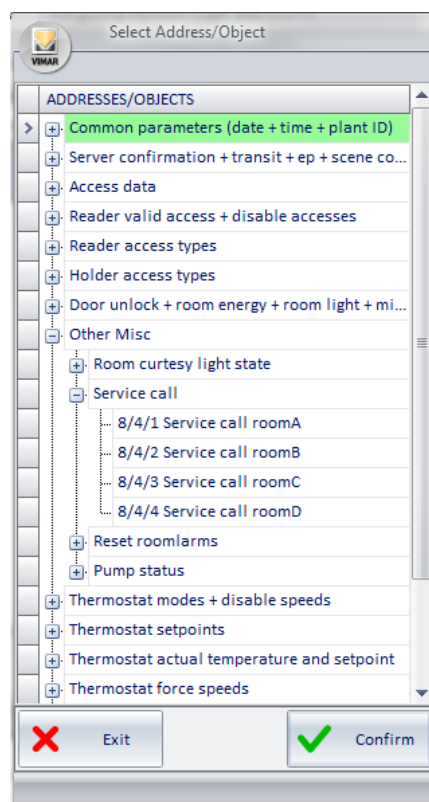 Select Address/Object
VIMAR
ADDRESSES/OBJECTS
Common parameters (date + time + plant ID)
Server confirmation + transit + ep + scene co...
Access data
Reader valid access + disable accesses
Reader access types
Holder access types
Door unlock + room energy + room light + mi...
Other Misc
Room curtesy light state
Service call
8/4/1 Service call roomA
8/4/2 Service call roomB
8/4/3 Service call roomC
8/4/4 Service call roomD
Reset roomlarms
Pump status
Thermostat modes + disable speeds
Thermostat setpoints
Thermostat actual temperature and setpoint
Thermostat force speeds
Exit
Confirm